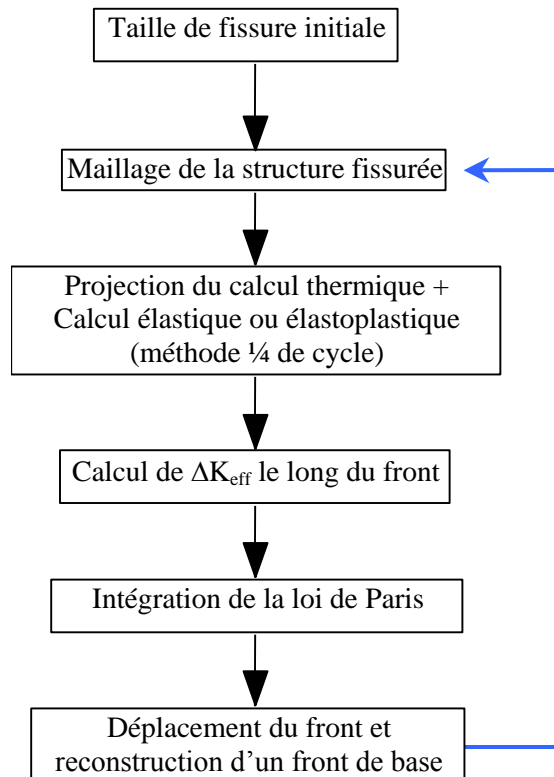 Taille de fissure initiale
Maillage de la structure fissurée
Projection du calcul thermique +
Calcul élastique ou élastoplastique
(méthode ¼ de cycle)
Calcul de ΔKeff le long du front
Intégration de la loi de Paris
Déplacement du front et
reconstruction d'un front de base